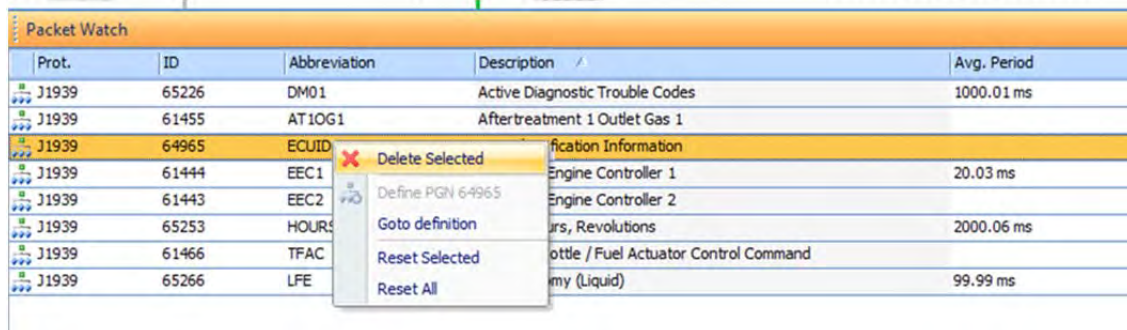 Packet Watch
Prot. ID Abbreviation Description Avg. Period
J1939 65226 DM01 Active Diagnostic Trouble Codes 1000.01 ms
J1939 61455 AT1OG1 Aftertreatment 1 Outlet Gas 1
J1939 64965 ECUID fication Information
Delete Selected
J1939 61444 EEC1 Engine Controller 1 20.03 ms
Define PGN 64965
J1939 61443 EEC2 Engine Controller 2
Goto definition
J1939 65253 HOURS urs, Revolutions 2000.06 ms
Reset Selected
J1939 61466 TFAC ottle / Fuel Actuator Control Command
Reset All
J1939 65266 LFE my (Liquid) 99.99 ms